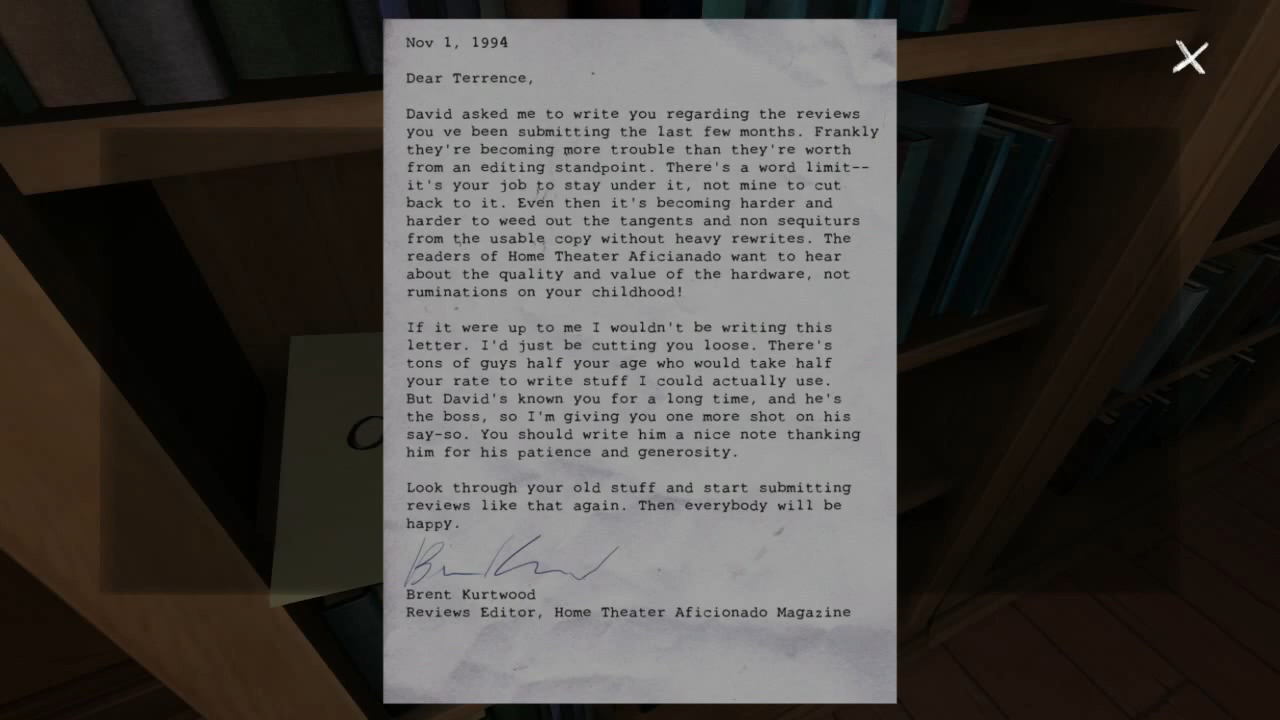 Nov 1, 1994
Dear Terrence,
David asked me to write you regarding the reviews
you ve been submitting the last few months. Frankly
they're becoming more trouble than they're worth
from an editing standpoint. There's a word limit--
it's your job to stay under it, not mine to cut
back to it. Even then it's becoming harder and
harder to weed out the tangents and non sequiturs
from the usable copy without heavy rewrites. The
readers of Home Theater Aficianado want to hear
about the quality and value of the hardware, not
ruminations on your childhood!
If it were up to me I wouldn't be writing this
letter. I'd just be cutting you loose. There's
tons of guys half your age who would take half
your rate to write stuff I could actually use.
But David's known you for a long time, and he's
the boss, so I'm giving you one more shot on his
say-so. You should write him a nice note thanking
him for his patience and generosity.
Look through your old stuff and start submitting
reviews like that again. Then everybody will be
happy.
Brent Kurtwood
Reviews Editor, Home Theater Aficionado Magazine